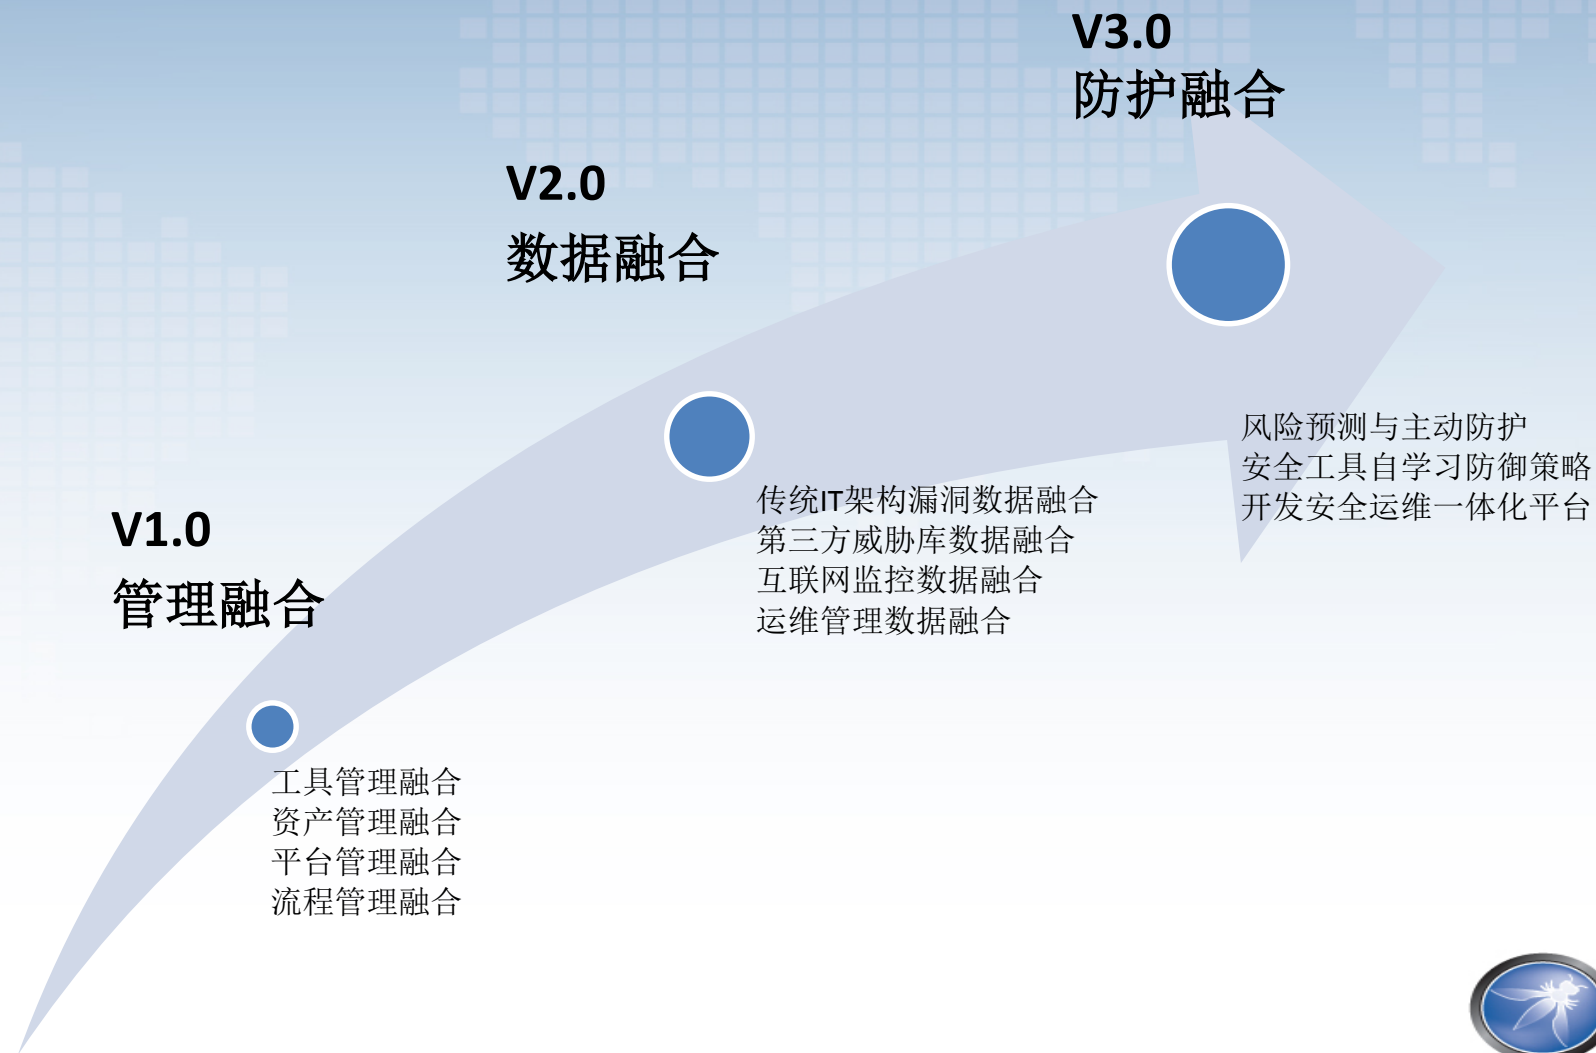 V1.0
管理融合
工具管理融合
资产管理融合
平台管理融合
流程管理融合
V2.0
数据融合
传统IT架构漏洞数据融合
第三方威胁库数据融合
互联网监控数据融合
运维管理数据融合
V3.0
防护融合
风险预测与主动防护
安全工具自学习防御策略
开发安全运维一体化平台